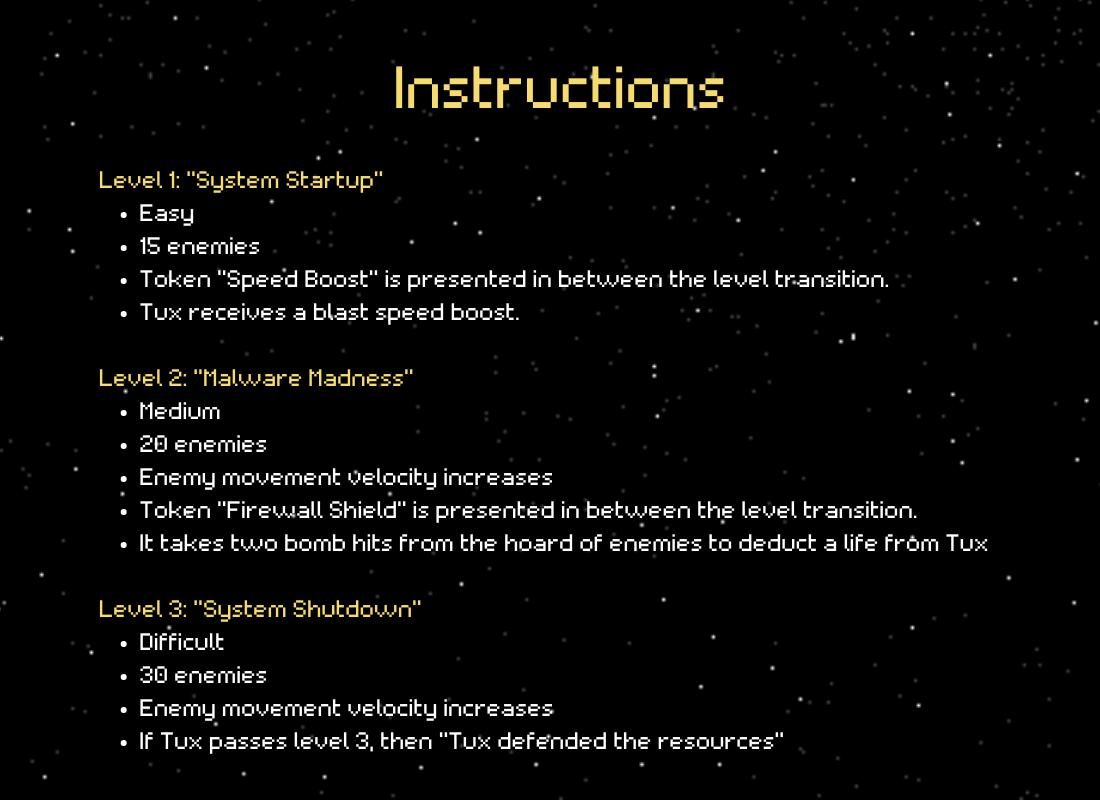 Instructions
Level 1: "System Startup"
• Easy
• 15 enemies
• Token "Speed Boost" is presented in between the level transition.
• Tux receives a blast speed boost.
Level 2: "Malware Madness"
• Medium
• 20 enemies
• Enemy movement velocity increases
• Token "Firewall Shield" is presented in between the level transition.
• It takes two bomb hits from the hoard of enemies to deduct a life from Tux
Level 3: "System Shutdown"
• Difficult
• 30 enemies
• Enemy movement velocity increases
• If Tux passes level 3, then "Tux defended the resources"